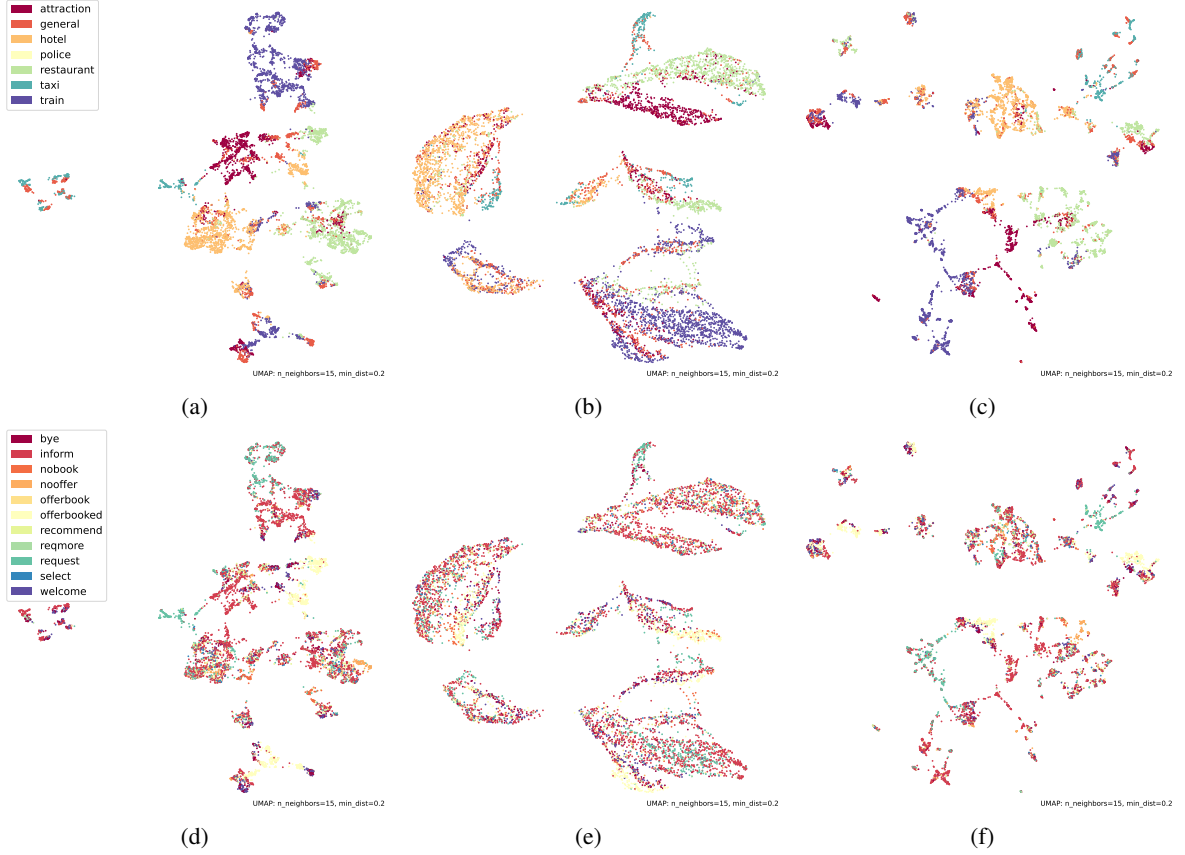 attraction
general
hotel
police
restaurant
taxi
train
UMAP: n_neighbors=15, min_dist=0.2
UMAP: n_neighbors=15, min_dist=0.2
UMAP: n_neighbors=15, min_dist=0.2
(a)
(b)
(c)
bye
inform
nobook
nooffer
offerbook
offerbooked
recommend
reqmore
request
select
welcome
UMAP: n_neighbors=15, min_dist=0.2
UMAP: n_neighbors=15, min_dist=0.2
UMAP: n_neighbors=15, min_dist=0.2
(d)
(e)
(f)